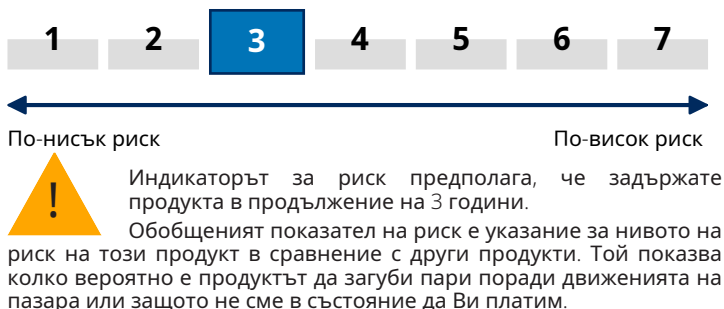 1 2 3 4 5 6 7
По-нисък риск По-висок риск
! Индикаторът за риск предполага, че задържате
продукта в продължение на 3 години.
Обобщеният показател на риск е указание за нивото на
риск на този продукт в сравнение с други продукти. Той показва
колко вероятно е продуктът да загуби пари поради движенията на
пазара или защото не сме в състояние да Ви платим.